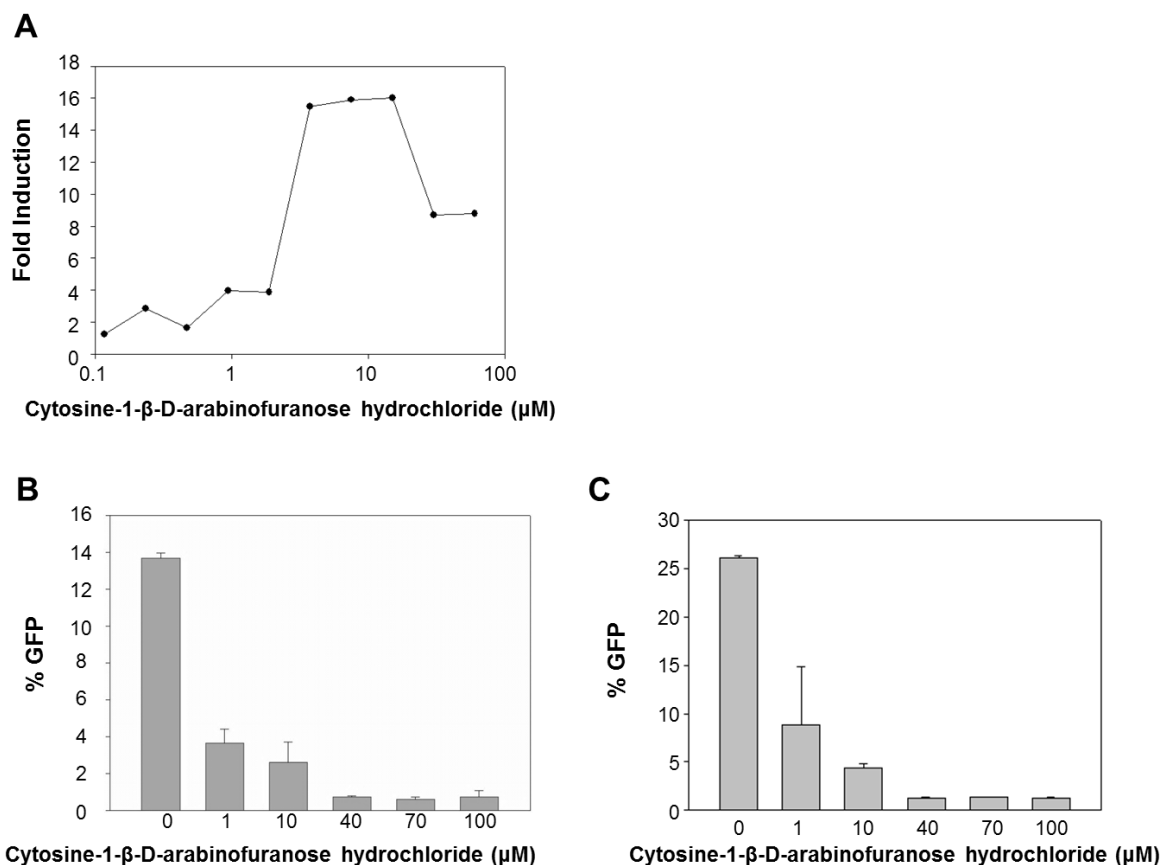 A
18
16
14
12
10
8
6
4
2
0
Fold Induction
0.1 1 10 100
Cytosine-1-β-D-arabinofuranose hydrochloride (µM)
B
16
14
12
10
8
6
4
2
0
% GFP
0 1 10 40 70 100
Cytosine-1-β-D-arabinofuranose hydrochloride (µM)
C
30
25
20
15
10
5
0
% GFP
0 1 10 40 70 100
Cytosine-1-β-D-arabinofuranose hydrochloride (µM)